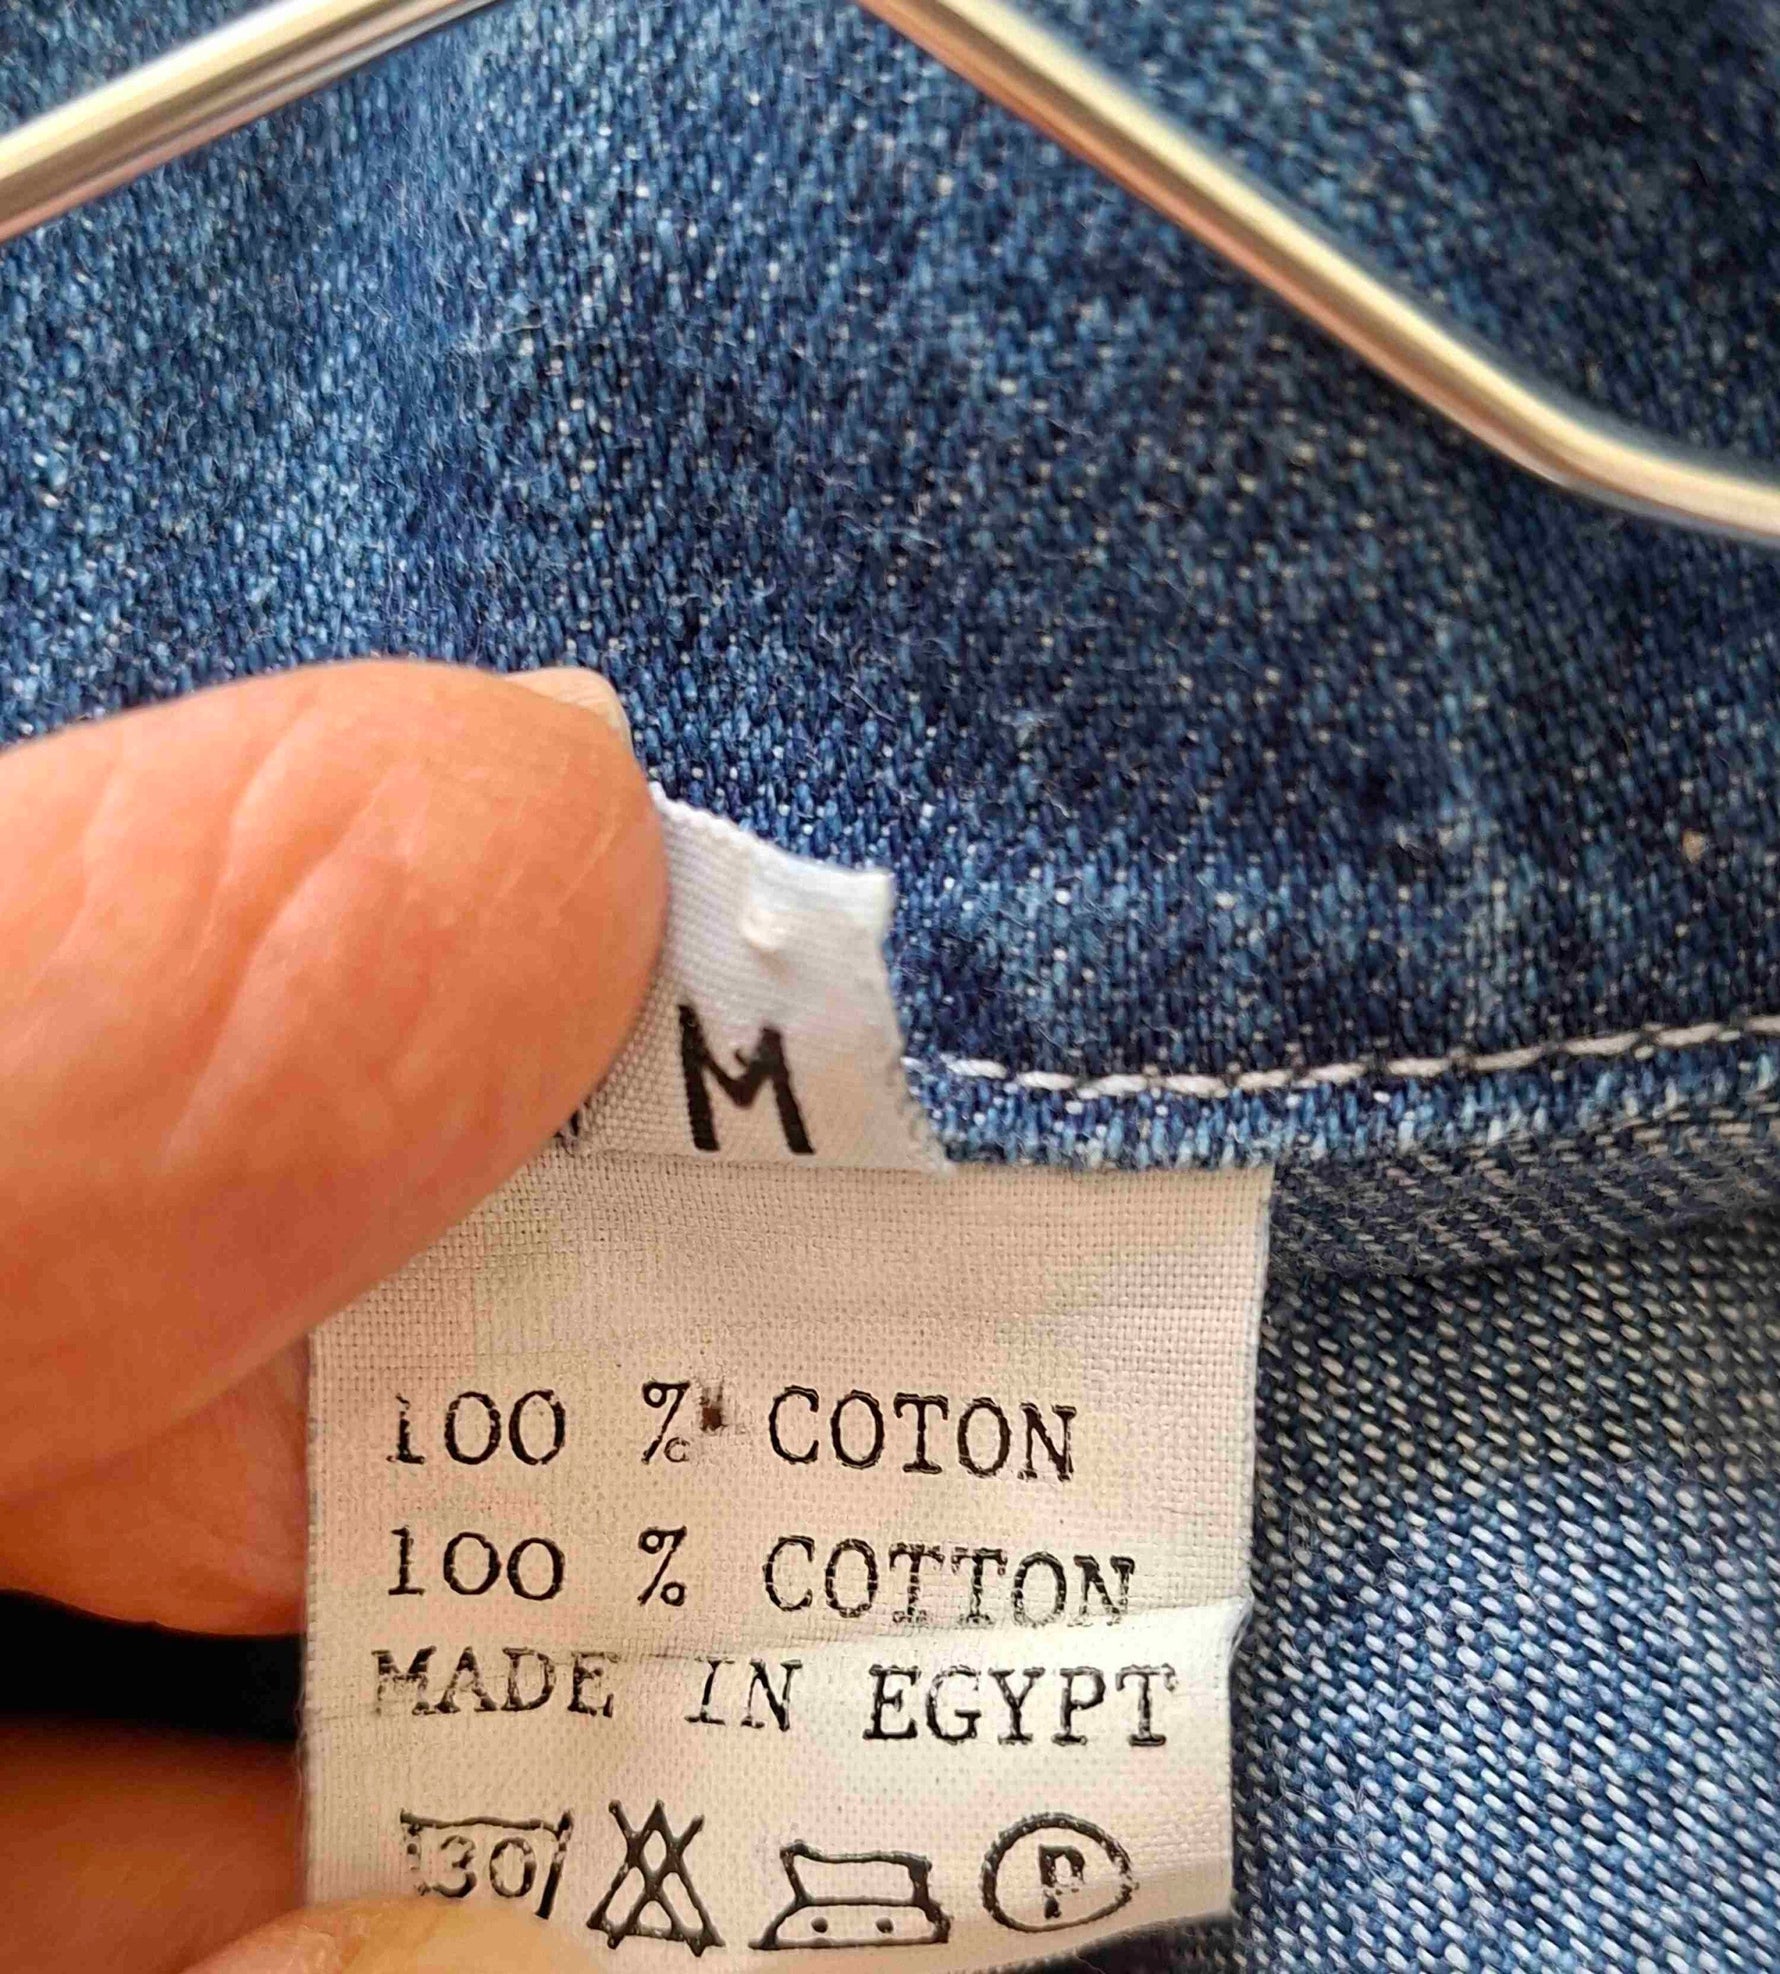 M
100 % COTON
100 % COTTON
MADE IN EGYPT
30 P